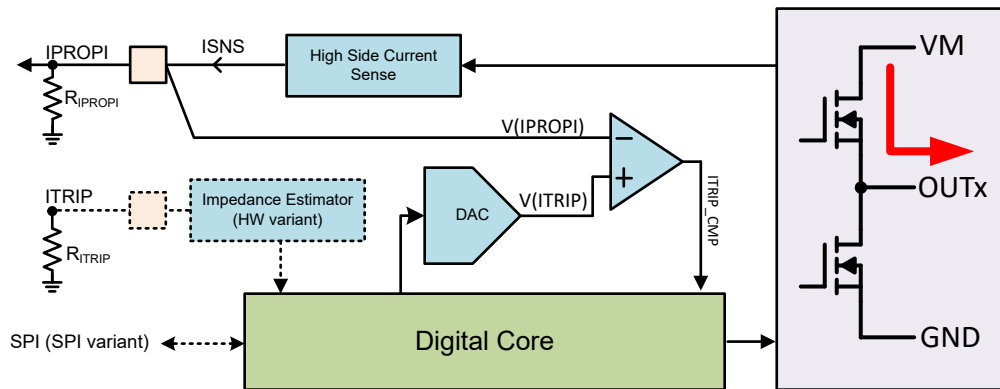 IPROPI
ISNS
High Side Current
Sense
VM
RIPROPI
V(IPROPI)
−
+
ITRIP
Impedance Estimator
(HW variant)
DAC
V(ITRIP)
ITRIP_CMP
OUTx
RITRIP
SPI (SPI variant)
Digital Core
GND